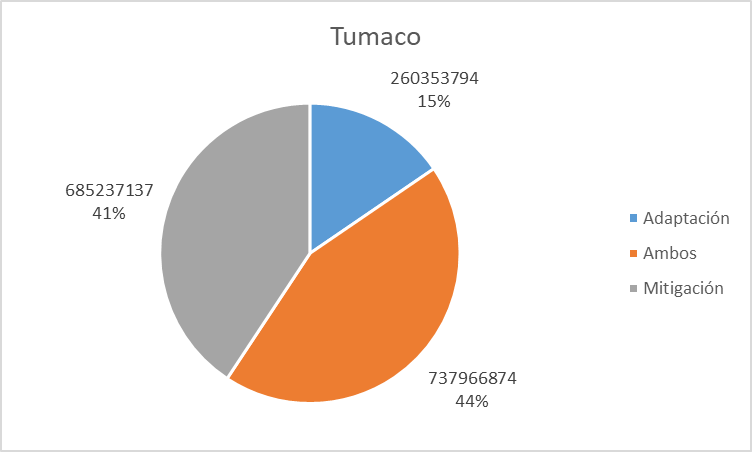 Tumaco
260353794
15%
685237137
41%
737966874
44%
Adaptación
Ambos
Mitigación